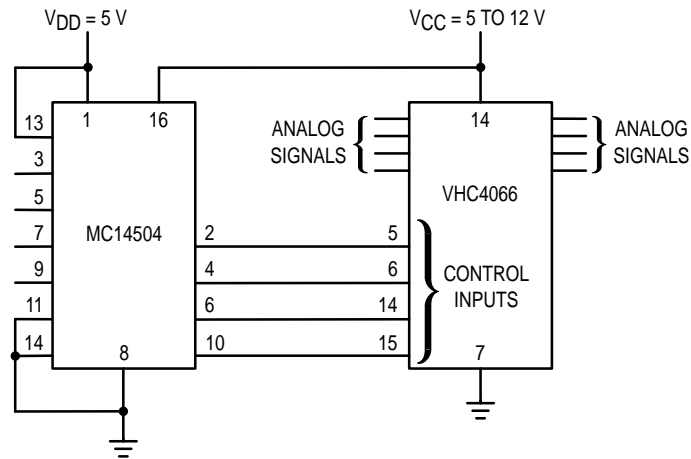 VDD = 5 V
VCC = 5 TO 12 V
13
1
16
3
5
7
9
11
14
MC14504
8
2
4
6
10
ANALOG
SIGNALS
14
VHC4066
ANALOG
SIGNALS
5
6
14
15
CONTROL
INPUTS
7